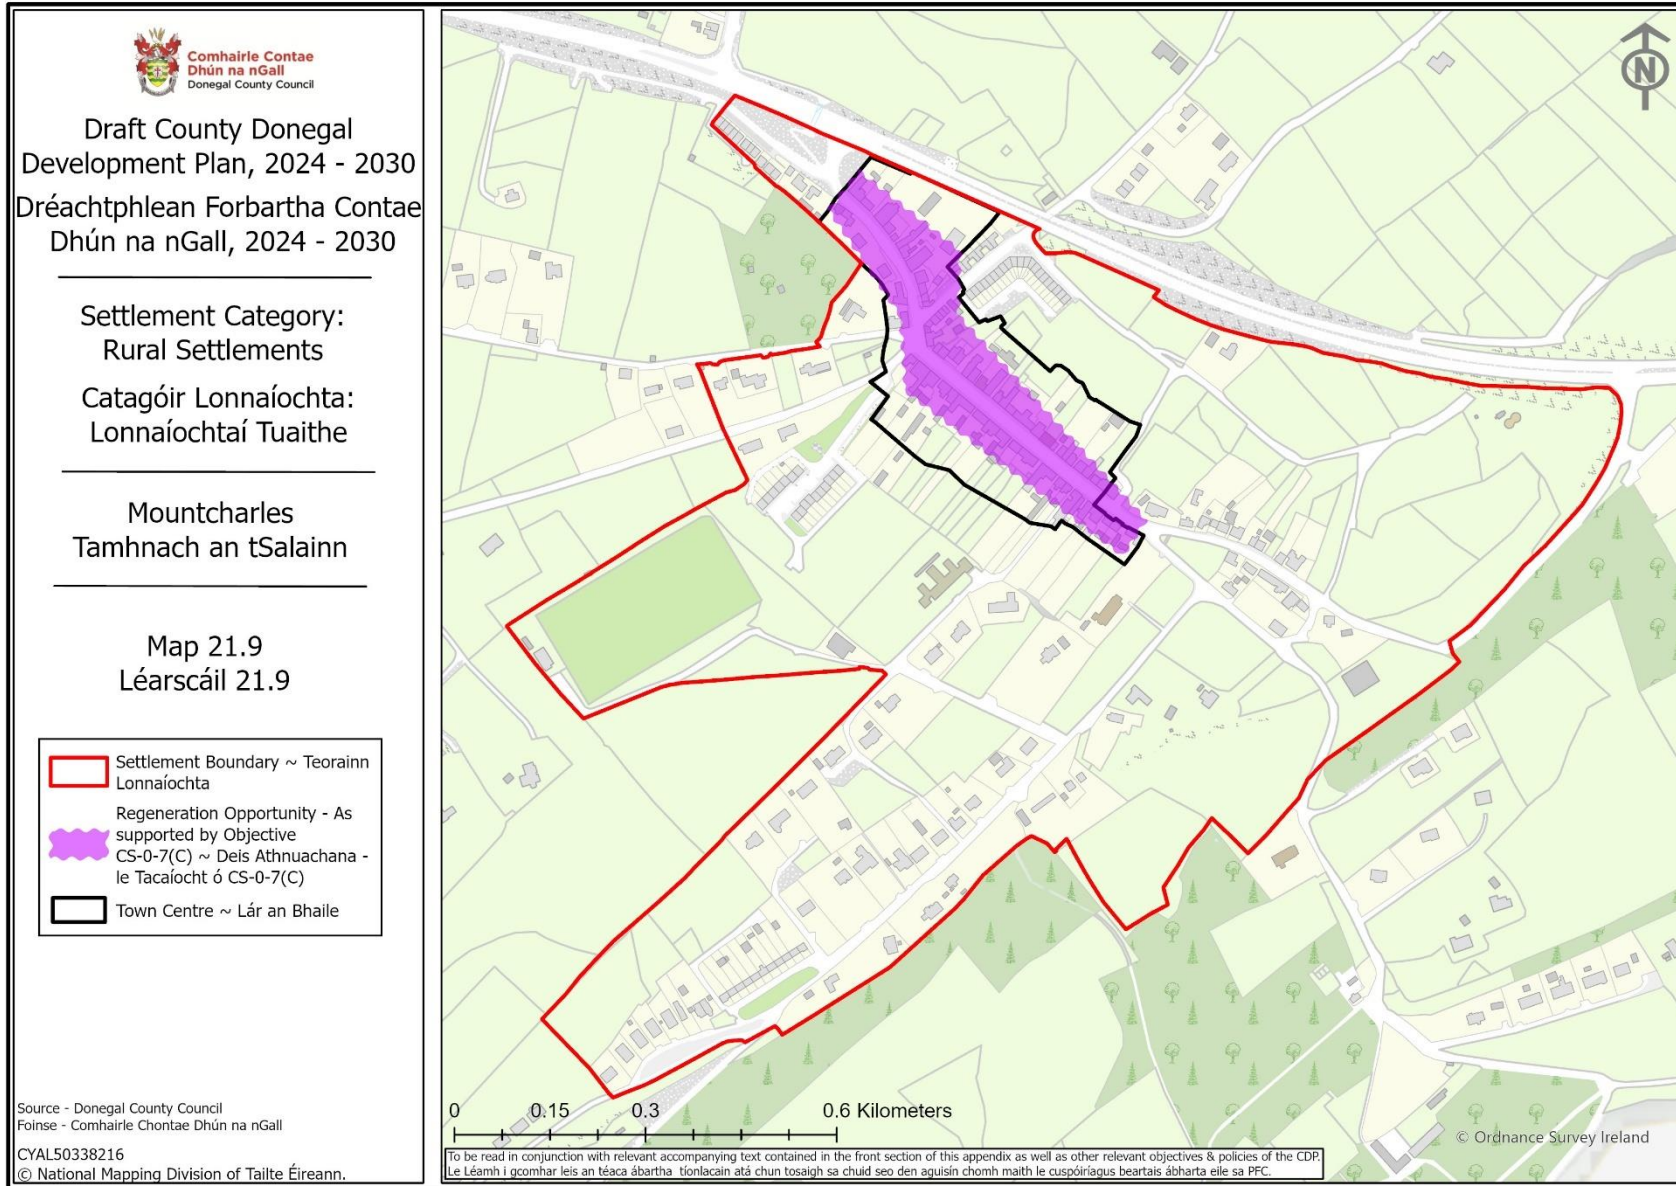 Comhairle Contae
Dhún na nGall
Donegal County Council
Draft County Donegal
Development Plan, 2024 - 2030
Dréachtphlean Forbartha Contae
Dhún na nGall, 2024 - 2030
Settlement Category:
Rural Settlements
Catagóir Lonnaíochta:
Lonnaíochtaí Tuaithe
Mountcharles
Tamhnach an tSalainn
Map 21.9
Léarscáil 21.9
Settlement Boundary ~ Teorainn
Lonnaíochta
Regeneration Opportunity - As
supported by Objective
CS-0-7(C) ~ Deis Athnuachana -
le Tacaíocht ó CS-0-7(C)
Town Centre ~ Lár an Bhaile
Source - Donegal County Council
Foinse - Comhairle Chontae Dhún na nGall
CYAL50338216
© National Mapping Division of Tailte Éireann.
N
0 0.15 0.3 0.6 Kilometers
© Ordnance Survey Ireland
To be read in conjunction with relevant accompanying text contained in the front section of this appendix as well as other relevant objectives & policies of the CDP.
Le Léamh i gcomhar leis an téaca ábartha tíonlacain atá chun tosaigh sa chuid seo den aguisín chomh maith le cuspóiríagus beartais ábharta eile sa PFC.